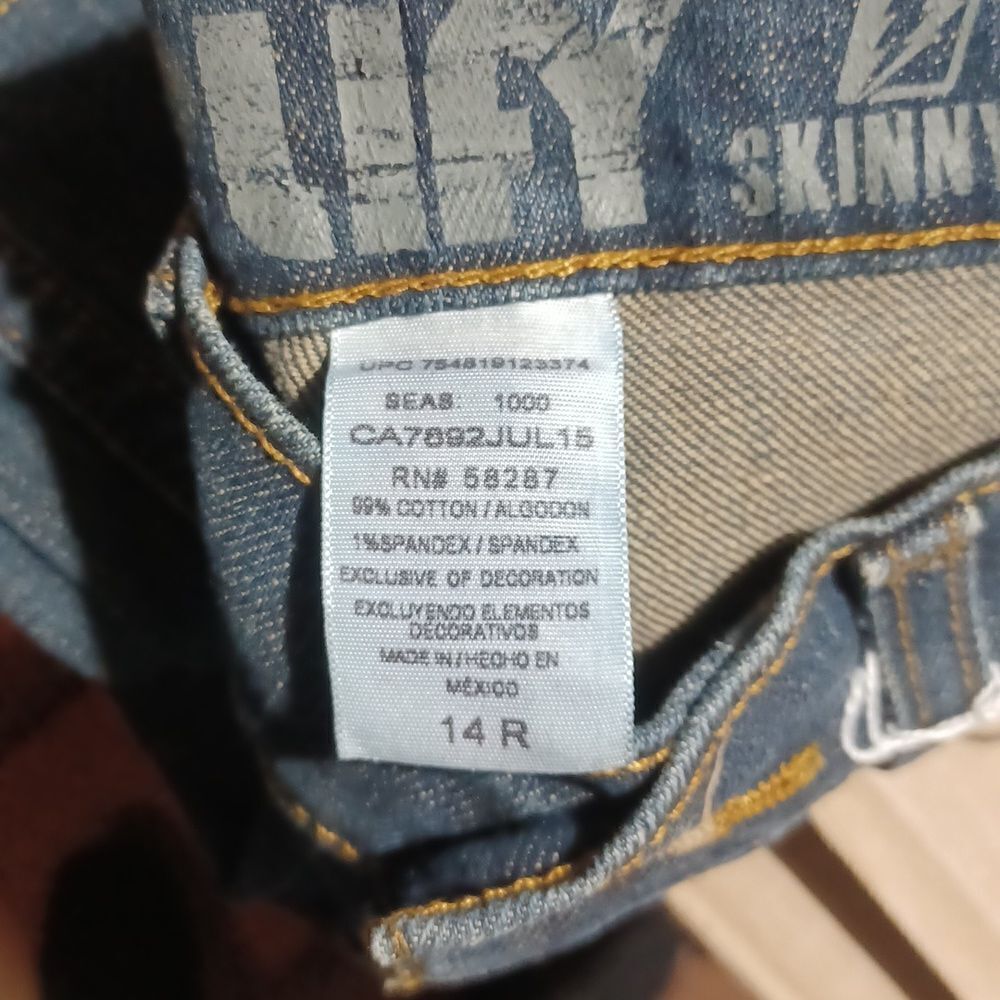 SKINNY
UPC 754819123374
SEAS. 1000
CA7692JUL15
RN# 58287
99% COTTON / ALGODON
1%SPANDEX / SPANDEX
EXCLUSIVE OF DECORATION
EXCLUYENDO ELEMENTOS
DECORATIVOS
MADE IN / HECHO EN
MÉXICO
14 R